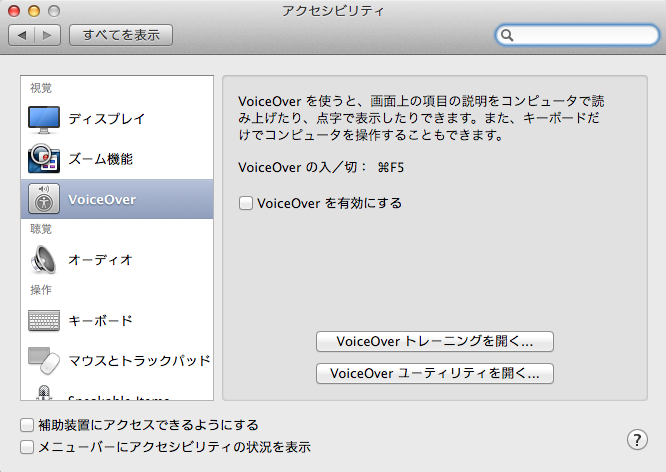 アクセシビリティ
すべてを表示
視覚
ディスプレイ
ズーム機能
VoiceOver
聴覚
オーディオ
操作
キーボード
マウスとトラックパッド
Speakable Items
VoiceOver を使うと、画面上の項目の説明をコンピュータで読
み上げたり、点字で表示したりできます。また、キーボードだ
けでコンピュータを操作することもできます。
VoiceOver の入／切： ⌘F5
VoiceOver を有効にする
VoiceOver トレーニングを開く...
VoiceOver ユーティリティを開く...
補助装置にアクセスできるようにする
メニューバーにアクセシビリティの状況を表示
?